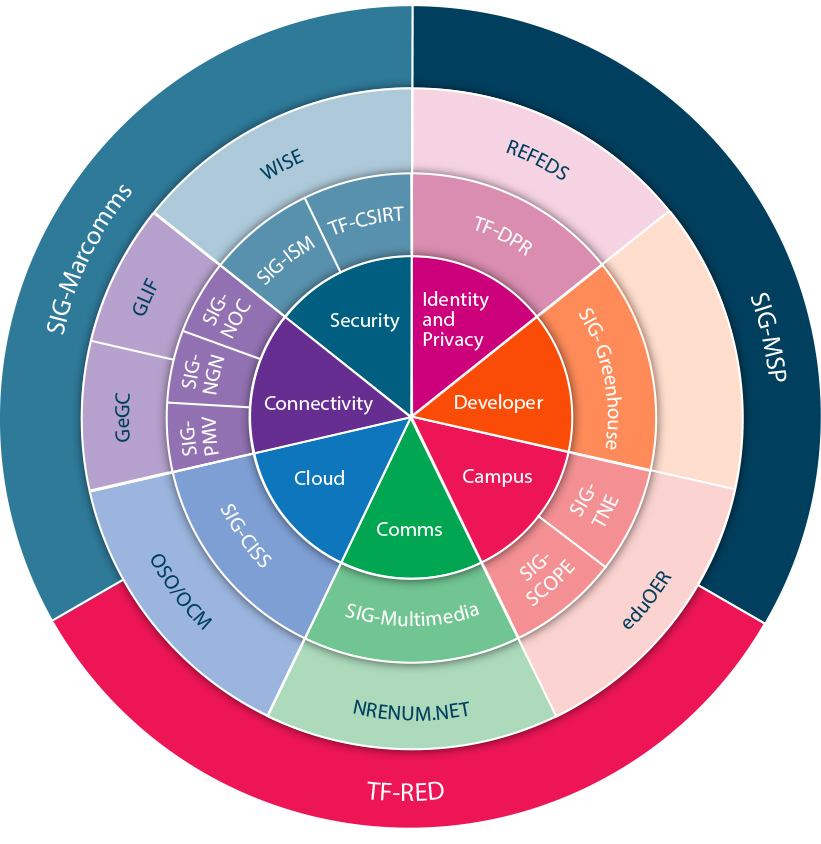 SIG-Marcomms
SIG-MSP
TF-RED
WISE
REFEDS
GLIF
GeGC
OSO/OCM
NRENUM.NET
eduOER
SIG-ISM
TF-CSIRT
TF-DPR
SIG- Greenhouse
SIG-
TNE
SIG-
SCOPE
SIG-Multimedia
SIG-CISS
SIG-
PMV
SIG-
NGN
SIG-
NOC
Security
Identity
and
Privacy
Developer
Campus
Comms
Cloud
Connectivity